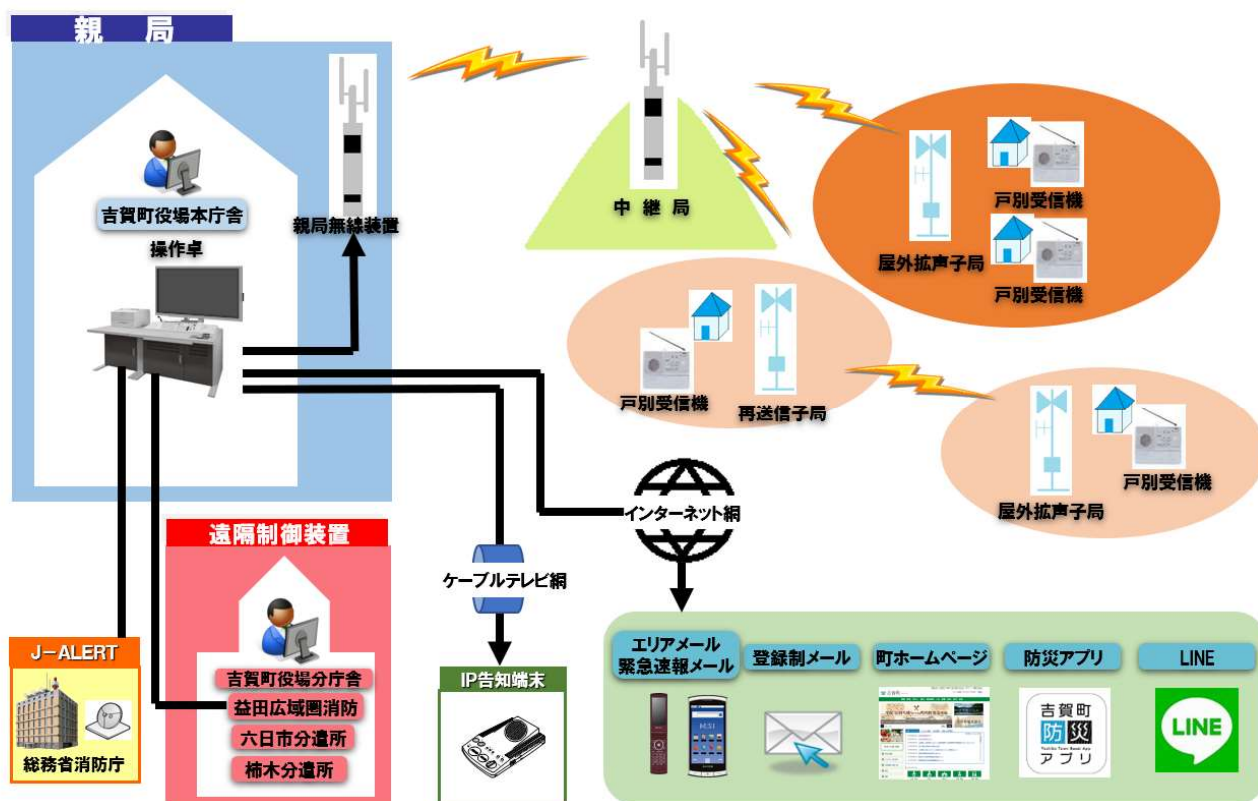 親 局
吉賀町役場本庁舎
操作卓
親局無線装置
中 継 局
屋外拡声子局
戸別受信機
戸別受信機
戸別受信機
再送信子局
屋外拡声子局
戸別受信機
インターネット網
ケーブルテレビ網
遠隔制御装置
吉賀町役場分庁舎
益田広域圏消防
六日市分遣所
柿木分遣所
J-ALERT
総務省消防庁
IP告知端末
エリアメール
緊急速報メール
登録制メール
町ホームページ
防災アプリ
吉賀町
防災
アプリ
LINE
LINE